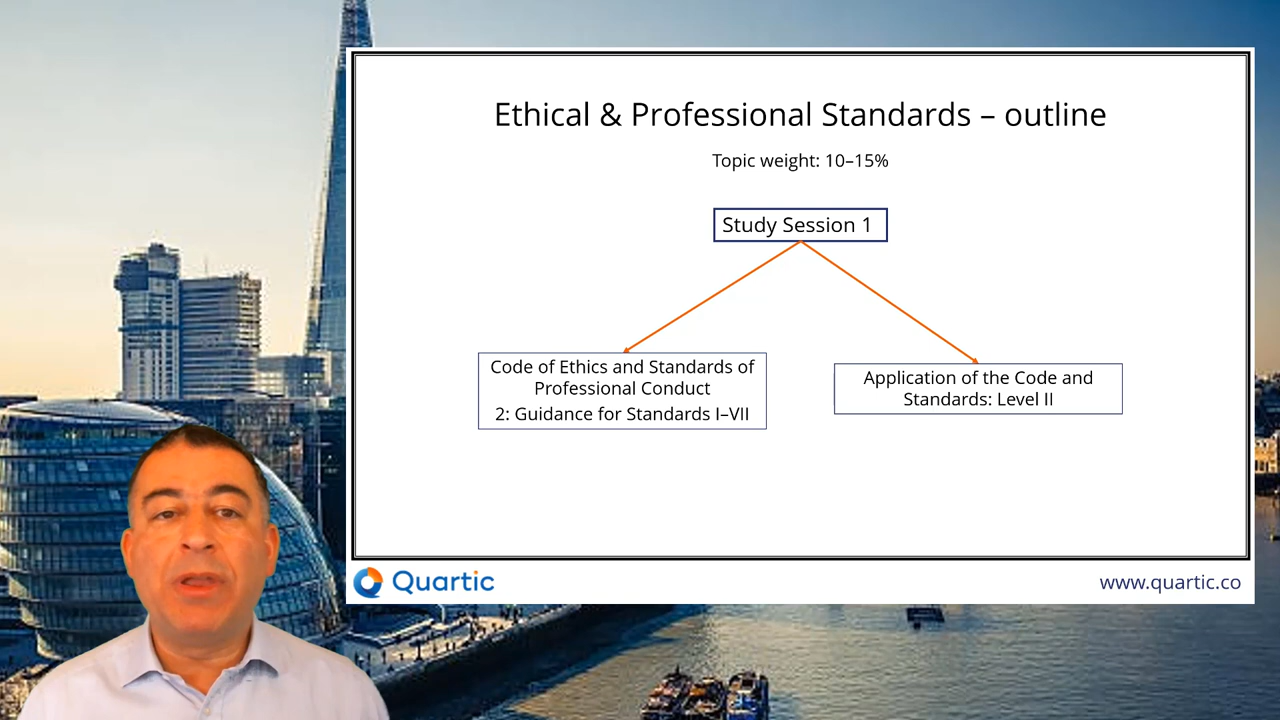 Ethical & Professional Standards – outline
Topic weight: 10–15%
Study Session 1
Code of Ethics and Standards of
Professional Conduct
2: Guidance for Standards I–VII
Application of the Code and
Standards: Level II
Quartic
www.quartic.co